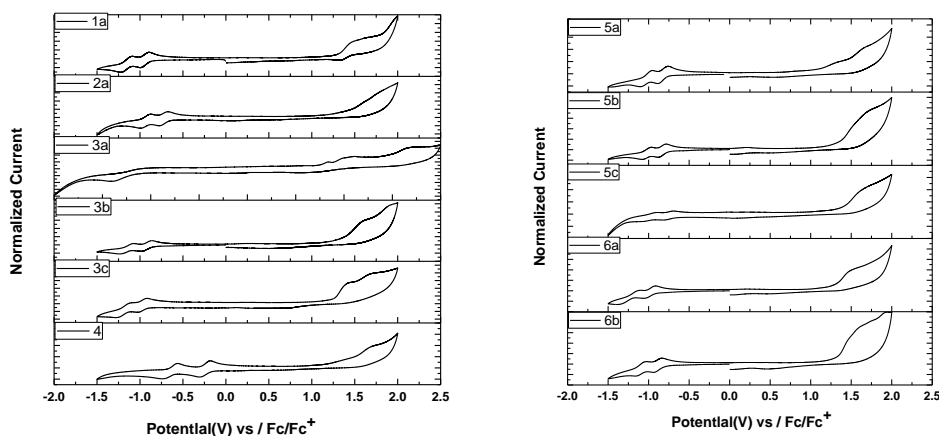 Normalized Current
1a
2a
3a
3b
3c
4
-2.0 -1.5 -1.0 -0.5 0.0 0.5 1.0 1.5 2.0 2.5
Potential(V) vs / Fc/Fc+
Normalized Current
5a
5b
5c
6a
6b
-2.0 -1.5 -1.0 -0.5 0.0 0.5 1.0 1.5 2.0 2.5
Potential(V) vs / Fc/Fc+